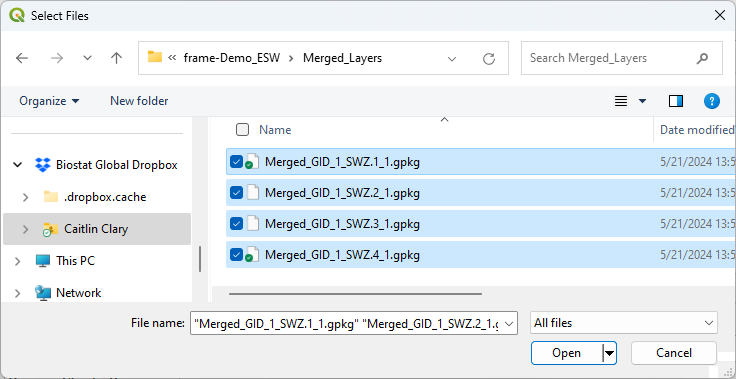 Select Files
« frame-Demo_ESW > Merged_Layers
Search Merged_Layers
Organize
New folder
Name
Date modified
Biostat Global Dropbox
.dropbox.cache
Caitlin Clary
This PC
Network
Merged_GID_1_SWZ.1_1.gpkg
5/21/2024 13:5
Merged_GID_1_SWZ.2_1.gpkg
5/21/2024 13:5
Merged_GID_1_SWZ.3_1.gpkg
5/21/2024 13:5
Merged_GID_1_SWZ.4_1.gpkg
5/21/2024 13:5
File name:
"Merged_GID_1_SWZ.1_1.gpkg" "Merged_GID_1_SWZ.2_1.g
All files
Open
Cancel